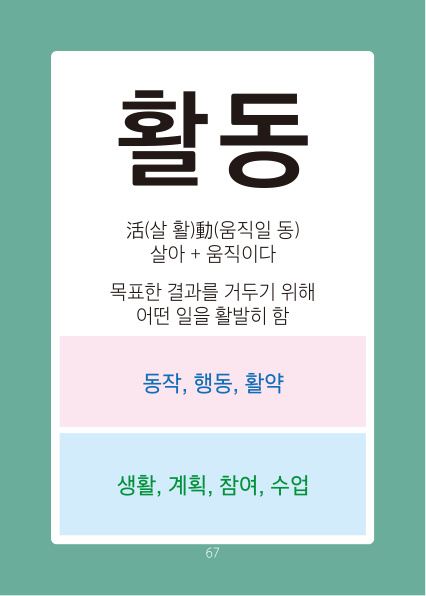 활동
活(살 활)動(움직일 동)
살아 + 움직이다
목표한 결과를 거두기 위해
어떤 일을 활발히 함
동작, 행동, 활약
생활, 계획, 참여, 수업
67